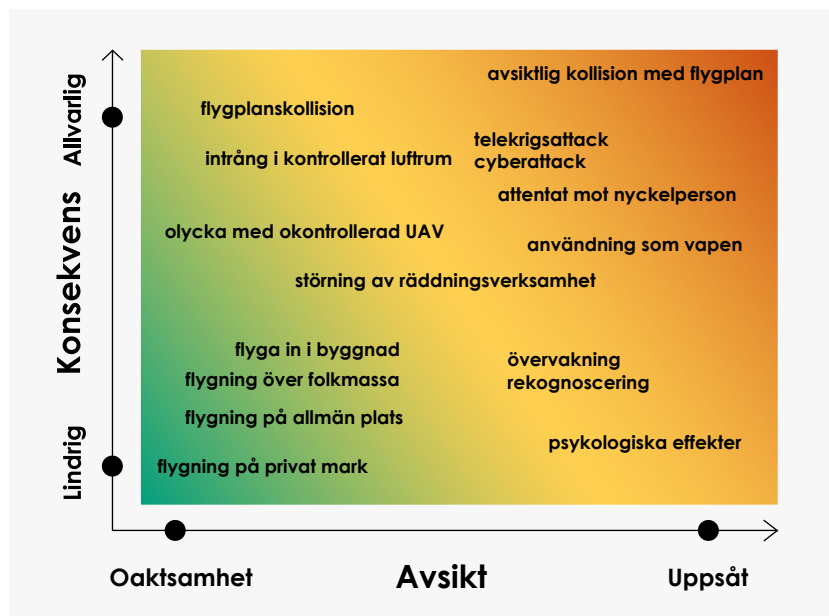 Allvarlig
Konsekvens
Lindrig
avsiktlig kollision med flygplan
flygplanskollision
telekrigsattack
intrång i kontrollerat luftrum
cyberattack
attentat mot nyckelperson
olycka med okontrollerad UAV
användning som vapen
störning av räddningsverksamhet
flyga in i byggnad
övervakning
flygning över folkmassa
rekognoscering
flygning på allmän plats
psykologiska effekter
flygning på privat mark
Oaktsamhet
Avsikt
Uppsåt